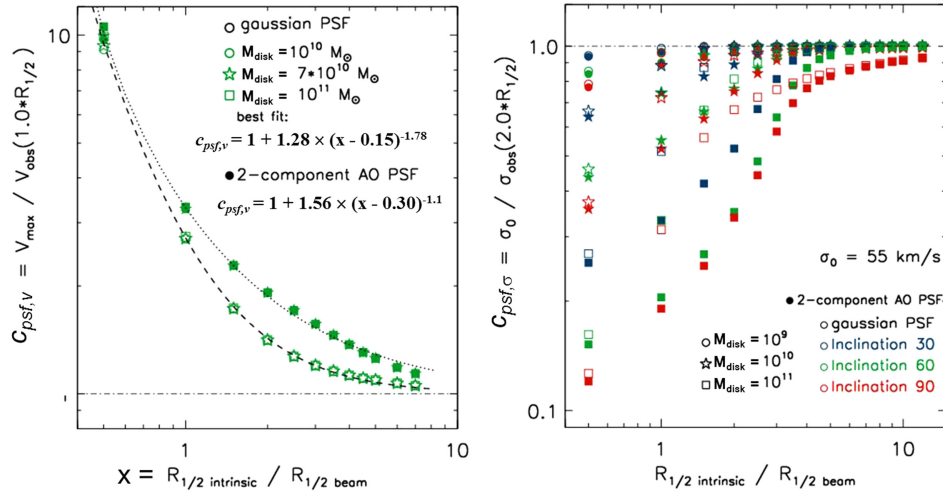 10
1
c_psf,v = V_max / V_obs(1.0*R_1/2)
○ gaussian PSF
○ M_disk = 10^10 M_⊙
☆ M_disk = 7*10^10 M_⊙
□ M_disk = 10^11 M_⊙
best fit:
c_psf,v = 1 + 1.28 × (x - 0.15)^-1.78
● 2-component AO PSF
c_psf,v = 1 + 1.56 × (x - 0.30)^-1.1
1 10
x = R_1/2 intrinsic / R_1/2 beam
1.0
0.1
c_psf,σ = σ_0 / σ_obs(2.0*R_1/2)
σ_0 = 55 km/s
● 2-component AO PSF
○ gaussian PSF
○ M_disk = 10^9
☆ M_disk = 10^10
□ M_disk = 10^11
○ Inclination 30
○ Inclination 60
○ Inclination 90
1 10
R_1/2 intrinsic / R_1/2 beam